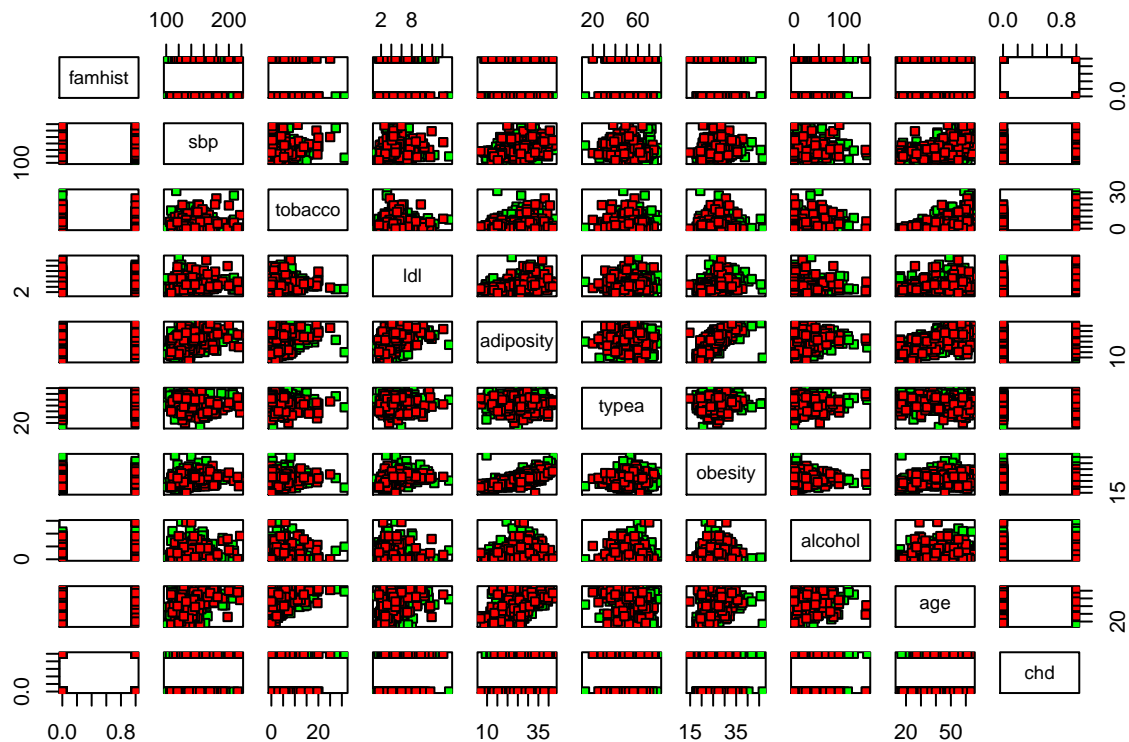 100 200 2 8 20 60 0 100 0.0 0.8
famhist 0.0
100 sbp
tobacco 0 30
2 ldl
adiposity 10
20 typea
obesity 15
0 alcohol
age 20
0.0 chd
0.0 0.8 0 20 10 35 15 35 20 50